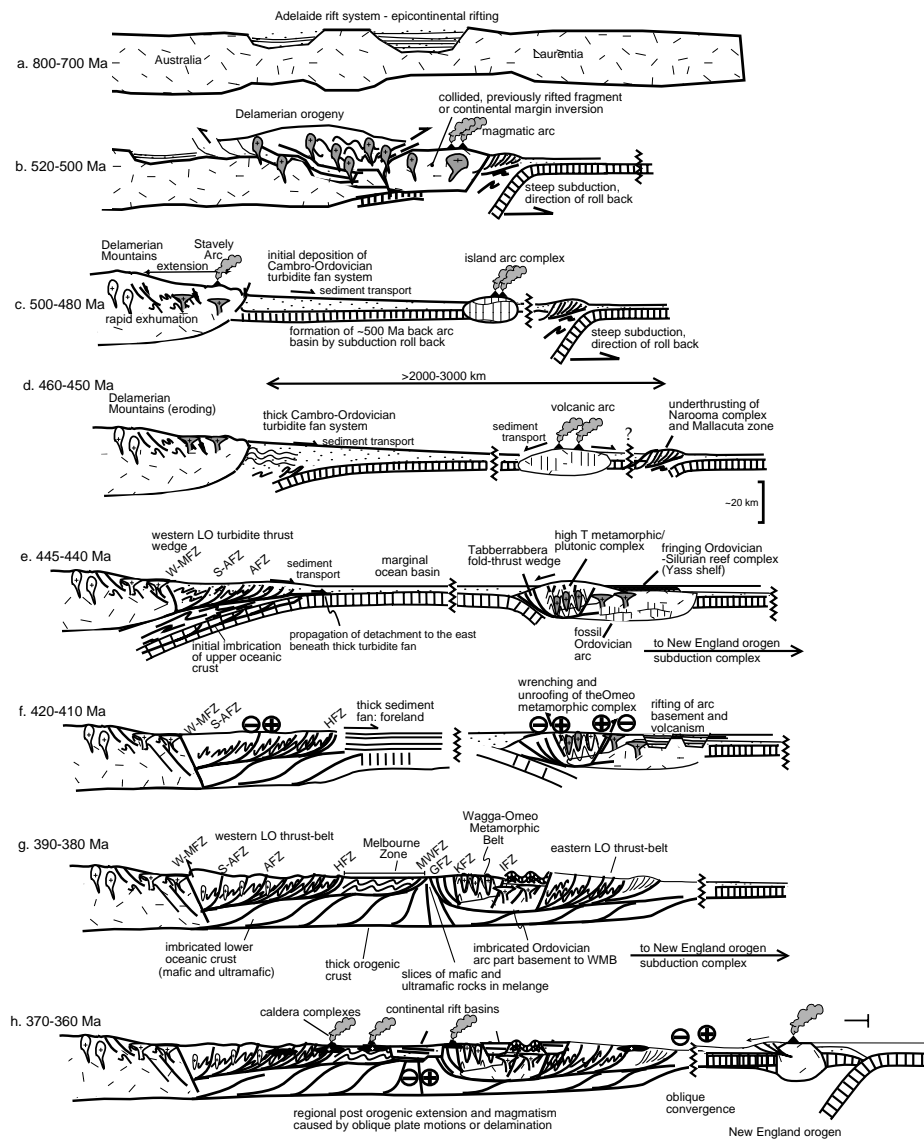 Adelaide rift system - epicontinental rifting
a. 800-700 Ma
Australia
Laurentia
collided, previously rifted fragment
or continental margin inversion
Delamerian orogeny
magmatic arc
b. 520-500 Ma
steep subduction,
direction of roll back
Delamerian
Mountains
Stavely
Arc
extension
initial deposition of
Cambro-Ordovician
turbidite fan system
sediment transport
island arc complex
c. 500-480 Ma
rapid exhumation
formation of ~500 Ma back arc
basin by subduction roll back
steep subduction,
direction of roll back
>2000-3000 km
d. 460-450 Ma
Delamerian
Mountains (eroding)
thick Cambro-Ordovician
turbidite fan system
sediment transport
volcanic arc
sediment
transport
?
underthrusting of
Narooma complex
and Mallacuta zone
~20 km
e. 445-440 Ma
western LO turbidite thrust
wedge
W-MFZ
S-AFZ
AFZ
sediment
transport
marginal
ocean basin
Tabberrabbera
fold-thrust wedge
high T metamorphic/
plutonic complex
fringing Ordovician
-Silurian reef complex
(Yass shelf)
initial imbrication
of upper oceanic
crust
propagation of detachment to the east
beneath thick turbidite fan
fossil
Ordovician
arc
to New England orogen
subduction complex
f. 420-410 Ma
W-MFZ
S-AFZ
HFZ
thick sediment
fan: foreland
wrenching and
unroofing of theOmeo
metamorphic complex
rifting of arc
basement and
volcanism
g. 390-380 Ma
W-MFZ
western LO thrust-belt
S-AFZ
AFZ
HFZ
Melbourne
Zone
MWFZ
GFZ
KFZ
Wagga-Omeo
Metamorphic
Belt
IFZ
eastern LO thrust-belt
imbricated lower
oceanic crust
(mafic and ultramafic)
thick orogenic
crust
slices of mafic and
ultramafic rocks in melange
imbricated Ordovician
arc part basement to WMB
to New England orogen
subduction complex
h. 370-360 Ma
caldera complexes
continental rift basins
regional post orogenic extension and magmatism
caused by oblique plate motions or delamination
oblique
convergence
New England orogen